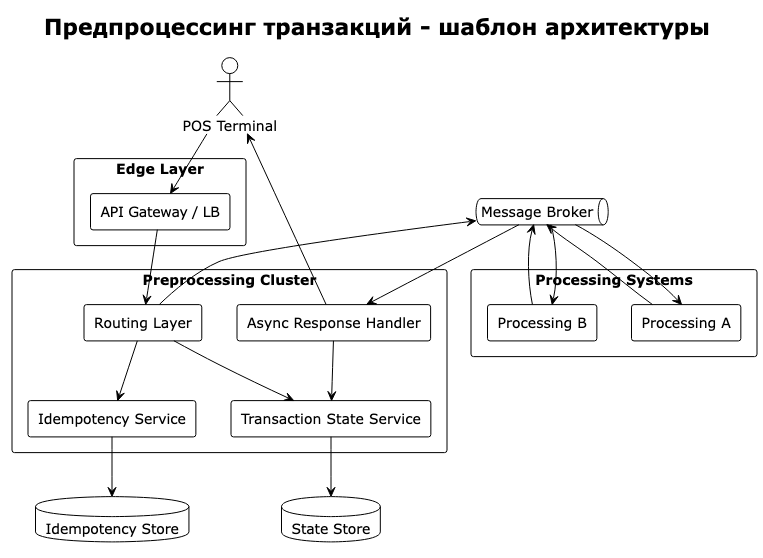 Предпроцессинг транзакций - шаблон архитектуры
POS Terminal
Edge Layer
API Gateway / LB
Message Broker
Preprocessing Cluster
Processing Systems
Routing Layer
Async Response Handler
Processing B
Processing A
Idempotency Service
Transaction State Service
Idempotency Store
State Store